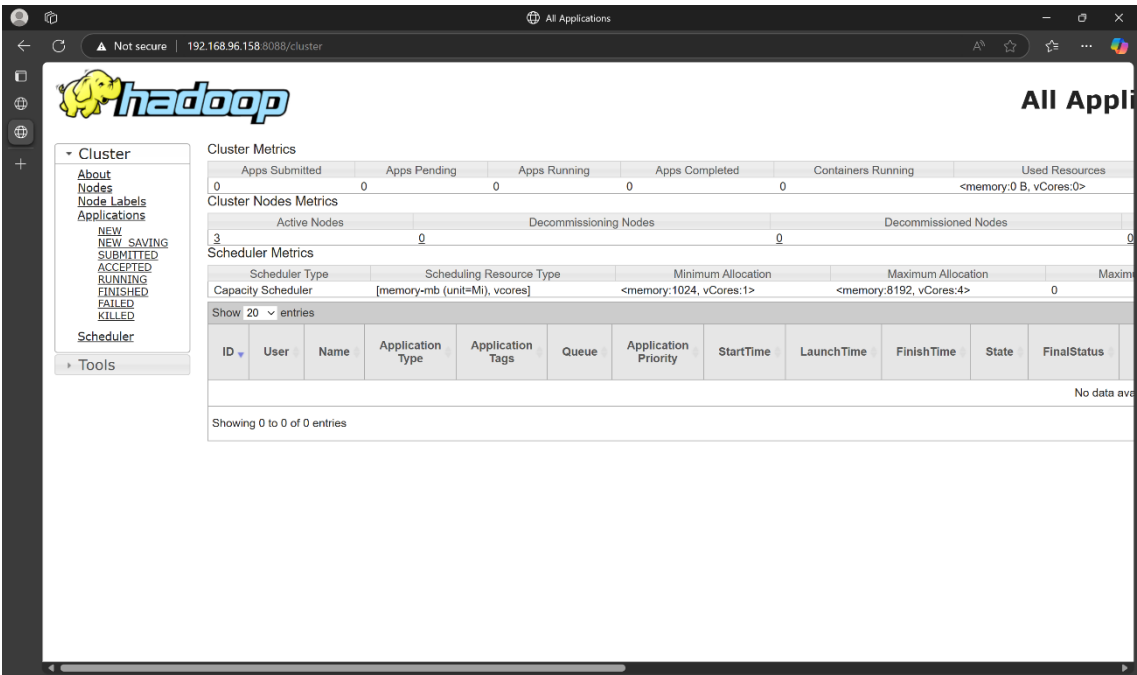 All Applications
Not secure 192.168.96.158:8088/cluster
hadoop
All Appli
Cluster
About
Nodes
Node Labels
Applications
NEW
NEW_SAVING
SUBMITTED
ACCEPTED
RUNNING
FINISHED
FAILED
KILLED
Scheduler
Tools
Cluster Metrics
Apps Submitted Apps Pending Apps Running Apps Completed Containers Running Used Resources
0 0 0 0 0 <memory:0 B, vCores:0>
Cluster Nodes Metrics
Active Nodes Decommissioning Nodes Decommissioned Nodes
3 0 0 0
Scheduler Metrics
Scheduler Type Scheduling Resource Type Minimum Allocation Maximum Allocation Maximu
Capacity Scheduler [memory-mb (unit=Mi), vcores] <memory:1024, vCores:1> <memory:8192, vCores:4> 0
Show 20 entries
ID User Name Application Type Application Tags Queue Application Priority StartTime LaunchTime FinishTime State FinalStatus
No data ava
Showing 0 to 0 of 0 entries